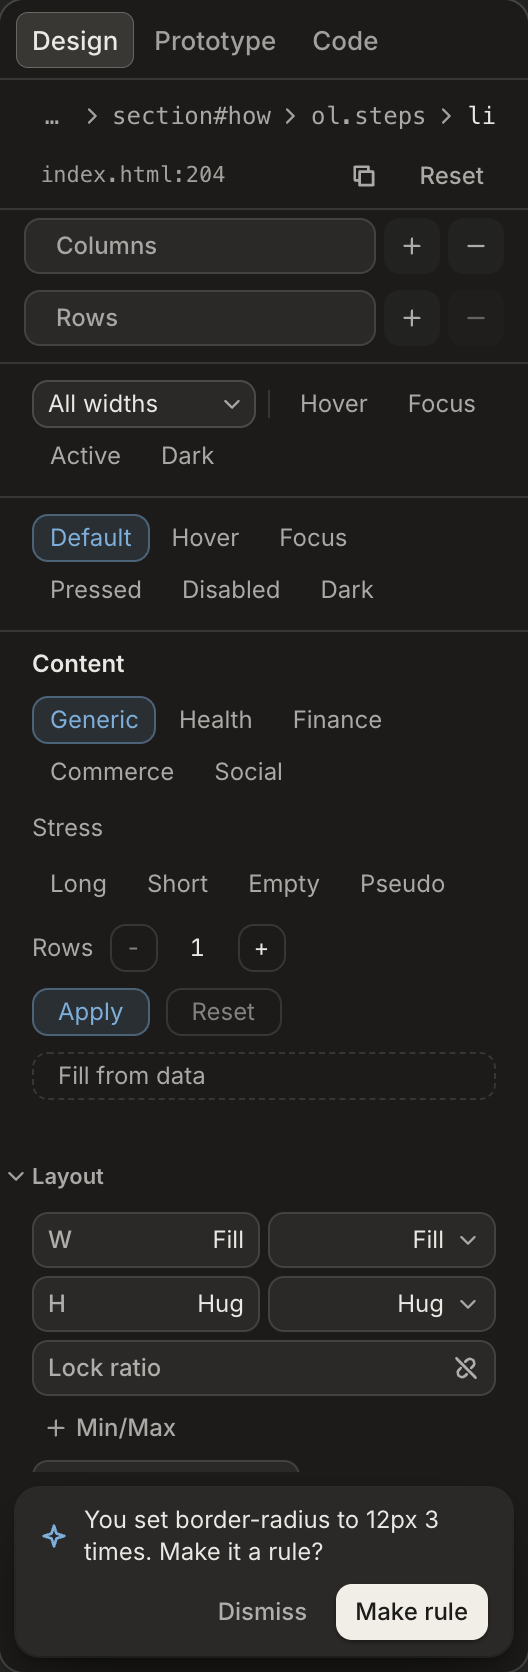 Design Prototype Code
… > section#how > ol.steps > li
index.html:204 Reset
Columns + −
Rows + −
All widths Hover Focus
Active Dark
Default Hover Focus
Pressed Disabled Dark
Content
Generic Health Finance
Commerce Social
Stress
Long Short Empty Pseudo
Rows - 1 +
Apply Reset
Fill from data
Layout
W Fill Fill
H Hug Hug
Lock ratio
+ Min/Max
You set border-radius to 12px 3
times. Make it a rule?
Dismiss Make rule